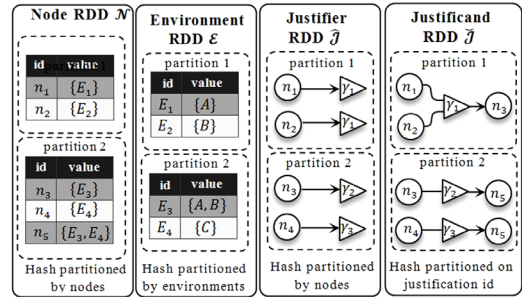 Node RDD 𝒩
partition 1
id value
n₁ {E₁}
n₂ {E₂}
partition 2
id value
n₃ {E₃}
n₄ {E₄}
n₅ {E₃, E₄}
Hash partitioned
by nodes
Environment
RDD ℰ
partition 1
id value
E₁ {A}
E₂ {B}
partition 2
id value
E₃ {A, B}
E₄ {C}
Hash partitioned
by environments
Justifier
RDD 𝒥̂
partition 1
n₁ γ₁
n₂ γ₁
partition 2
n₃ γ₂
n₄ γ₃
Hash partitioned
by nodes
Justificand
RDD 𝒥̌
partition 1
n₁
γ₁ n₃
n₂
partition 2
n₃ γ₂ n₅
n₄ γ₃ n₅
Hash partitioned on
justification id